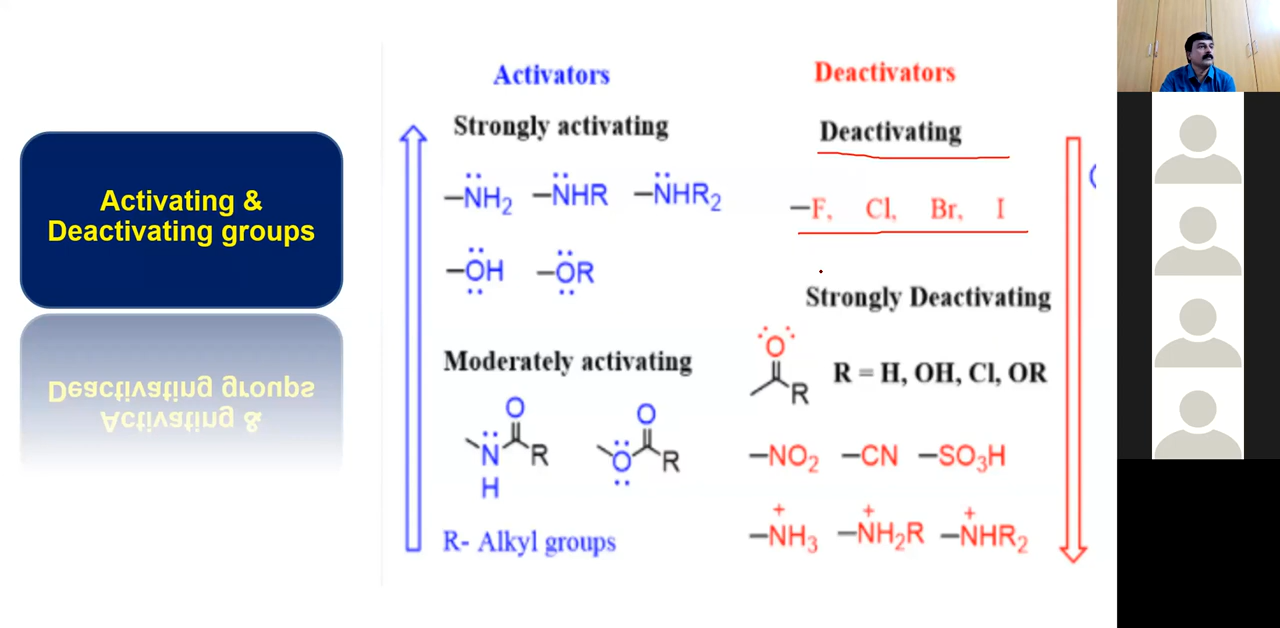 Activating &
Deactivating groups
Activators
Strongly activating
–NH2 –NHR –NHR2
–OH –OR
Moderately activating
O O
N R O R
H
R- Alkyl groups
Deactivators
Deactivating
–F, Cl, Br, I
Strongly Deactivating
O
R R = H, OH, Cl, OR
–NO2 –CN –SO3H
+ + +
–NH3 –NH2R –NHR2